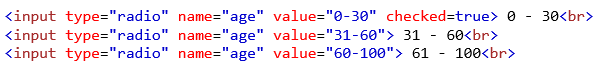 <input type="radio" name="age" value="0-30" checked=true> 0 - 30<br>
<input type="radio" name="age" value="31-60"> 31 - 60<br>
<input type="radio" name="age" value="60-100"> 61 - 100<br>